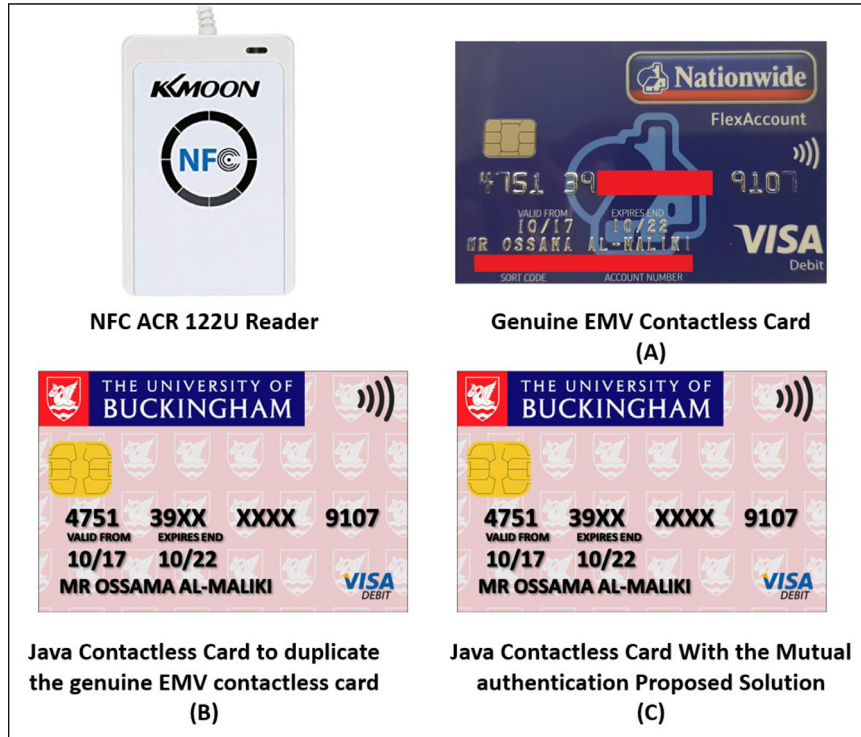 KKMOON
NFC
NFC ACR 122U Reader
Nationwide
FlexAccount
4751 39 9107
VALID FROM EXPIRES END
10/17 10/22
MR OSSAMA AL-MALIKI
VISA
Debit
SORT CODE ACCOUNT NUMBER
Genuine EMV Contactless Card
(A)
THE UNIVERSITY OF
BUCKINGHAM
4751 39XX XXXX 9107
VALID FROM EXPIRES END
10/17 10/22
MR OSSAMA AL-MALIKI
VISA
DEBIT
Java Contactless Card to duplicate
the genuine EMV contactless card
(B)
THE UNIVERSITY OF
BUCKINGHAM
4751 39XX XXXX 9107
VALID FROM EXPIRES END
10/17 10/22
MR OSSAMA AL-MALIKI
VISA
DEBIT
Java Contactless Card With the Mutual
authentication Proposed Solution
(C)